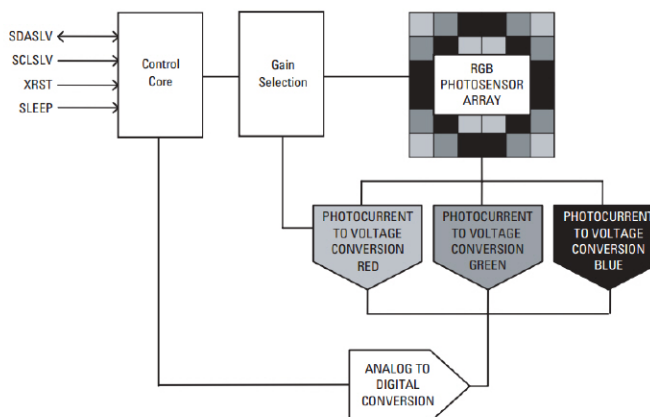 SDASLV
SCLSLV
XRST
SLEEP
Control
Core
Gain
Selection
RGB
PHOTOSENSOR
ARRAY
PHOTOCURRENT
TO VOLTAGE
CONVERSION
RED
PHOTOCURRENT
TO VOLTAGE
CONVERSION
GREEN
PHOTOCURRENT
TO VOLTAGE
CONVERSION
BLUE
ANALOG TO
DIGITAL
CONVERSION